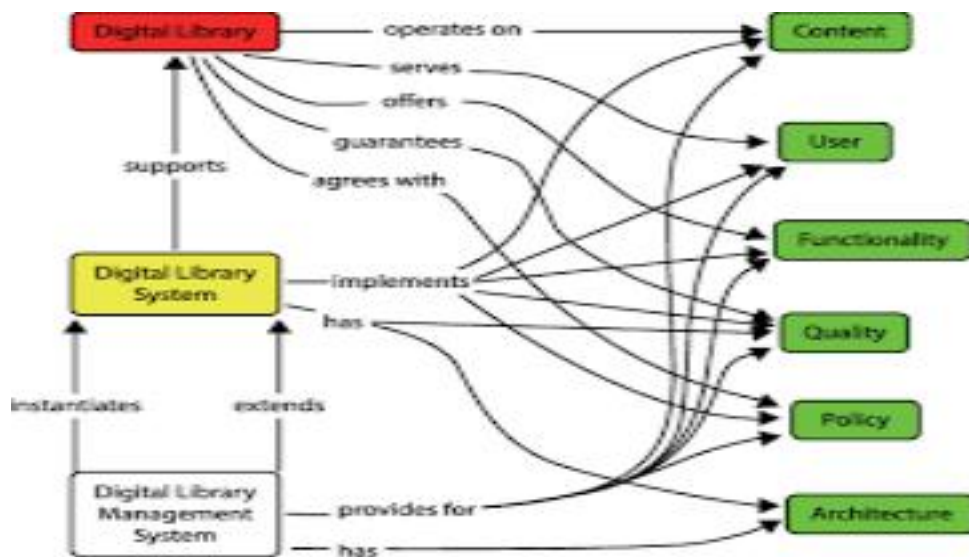 Digital Library
operates on
Content
serves
offers
User
guarantees
supports
agrees with
Functionality
Digital Library
System
implements
has
Quality
instantiates
extends
Policy
Digital Library
Management
System
provides for
Architecture
has